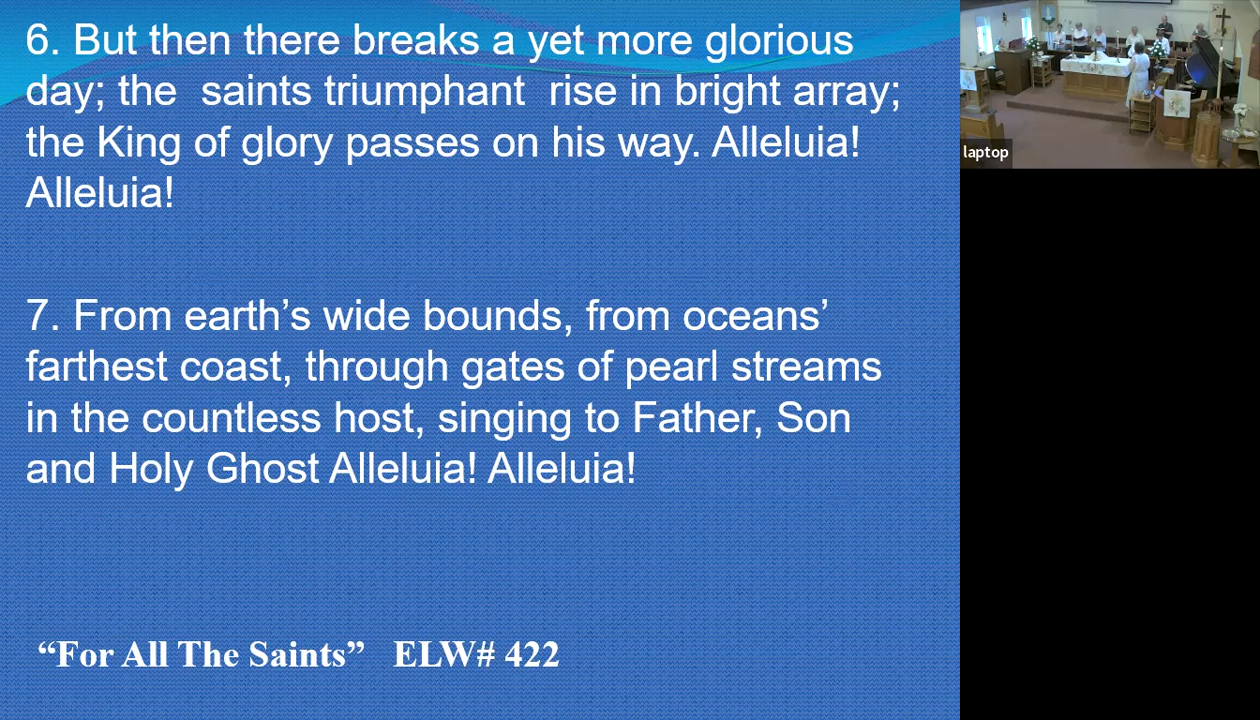 6. But then there breaks a yet more glorious
day; the  saints triumphant  rise in bright array;
the King of glory passes on his way. Alleluia!
Alleluia!
7. From earth’s wide bounds, from oceans’
farthest coast, through gates of pearl streams
in the countless host, singing to Father, Son
and Holy Ghost Alleluia! Alleluia!
“For All The Saints”   ELW# 422
laptop